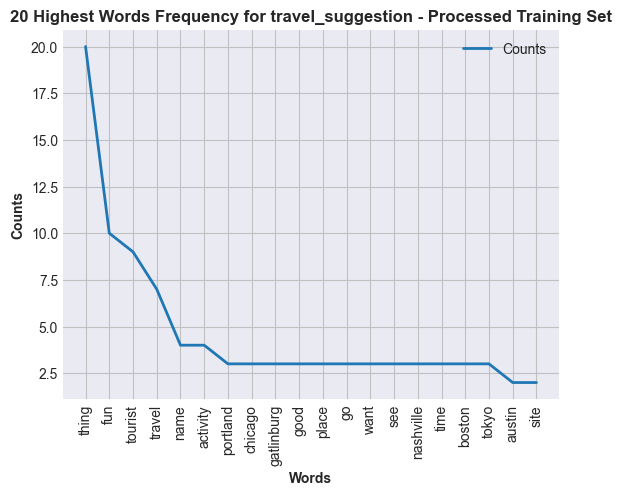 20 Highest Words Frequency for travel_suggestion - Processed Training Set
Counts
20.0
17.5
15.0
12.5
10.0
7.5
5.0
2.5
Counts
thing
fun
tourist
travel
name
activity
portland
chicago
gatlinburg
good
place
go
want
see
nashville
time
boston
tokyo
austin
site
Words